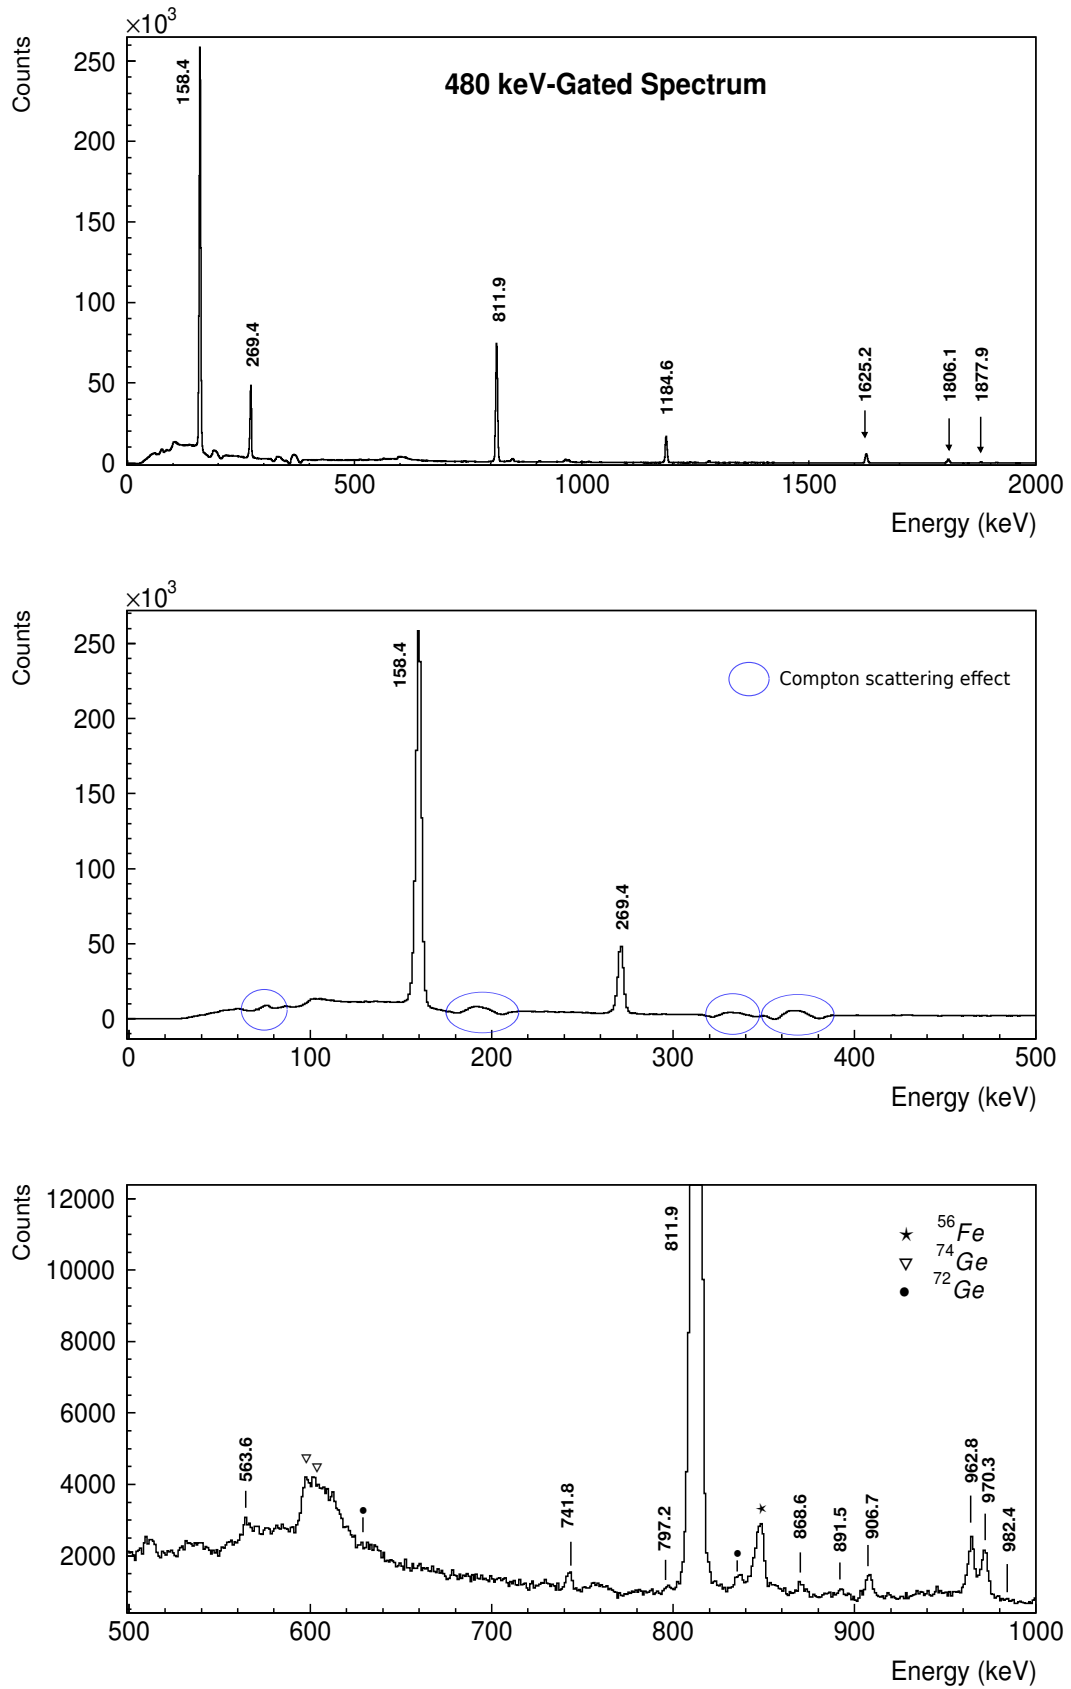 ×10³
Counts
250
200
150
100
50
0
480 keV-Gated Spectrum
158.4
269.4
811.9
1184.6
1625.2
1806.1
1877.9
0 500 1000 1500 2000
Energy (keV)
×10³
Counts
250
200
150
100
50
0
158.4
269.4
Compton scattering effect
0 100 200 300 400 500
Energy (keV)
Counts
12000
10000
8000
6000
4000
2000
811.9
⁵⁶Fe
⁷⁴Ge
⁷²Ge
563.6
741.8
797.2
868.6
891.5
906.7
962.8
970.3
982.4
500 600 700 800 900 1000
Energy (keV)